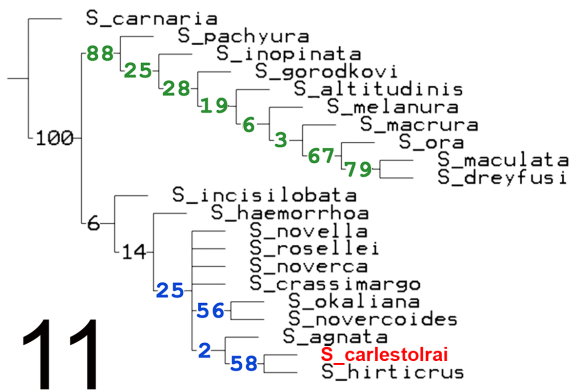 S_carnaria
88
S_pachyura
25
S_inopinata
28
S_gorodkovi
19
S_altitudinis
6
S_melanura
3
S_macrura
100
67
S_ora
79
S_maculata
S_dreyfusi
S_incisilobata
6
S_haemorrhoa
14
S_novella
S_rosellei
S_noverca
25
S_crassimargo
56
S_okaliana
S_novercoides
2
S_agnata
58
S_carlestolrai
S_hirticrus
11